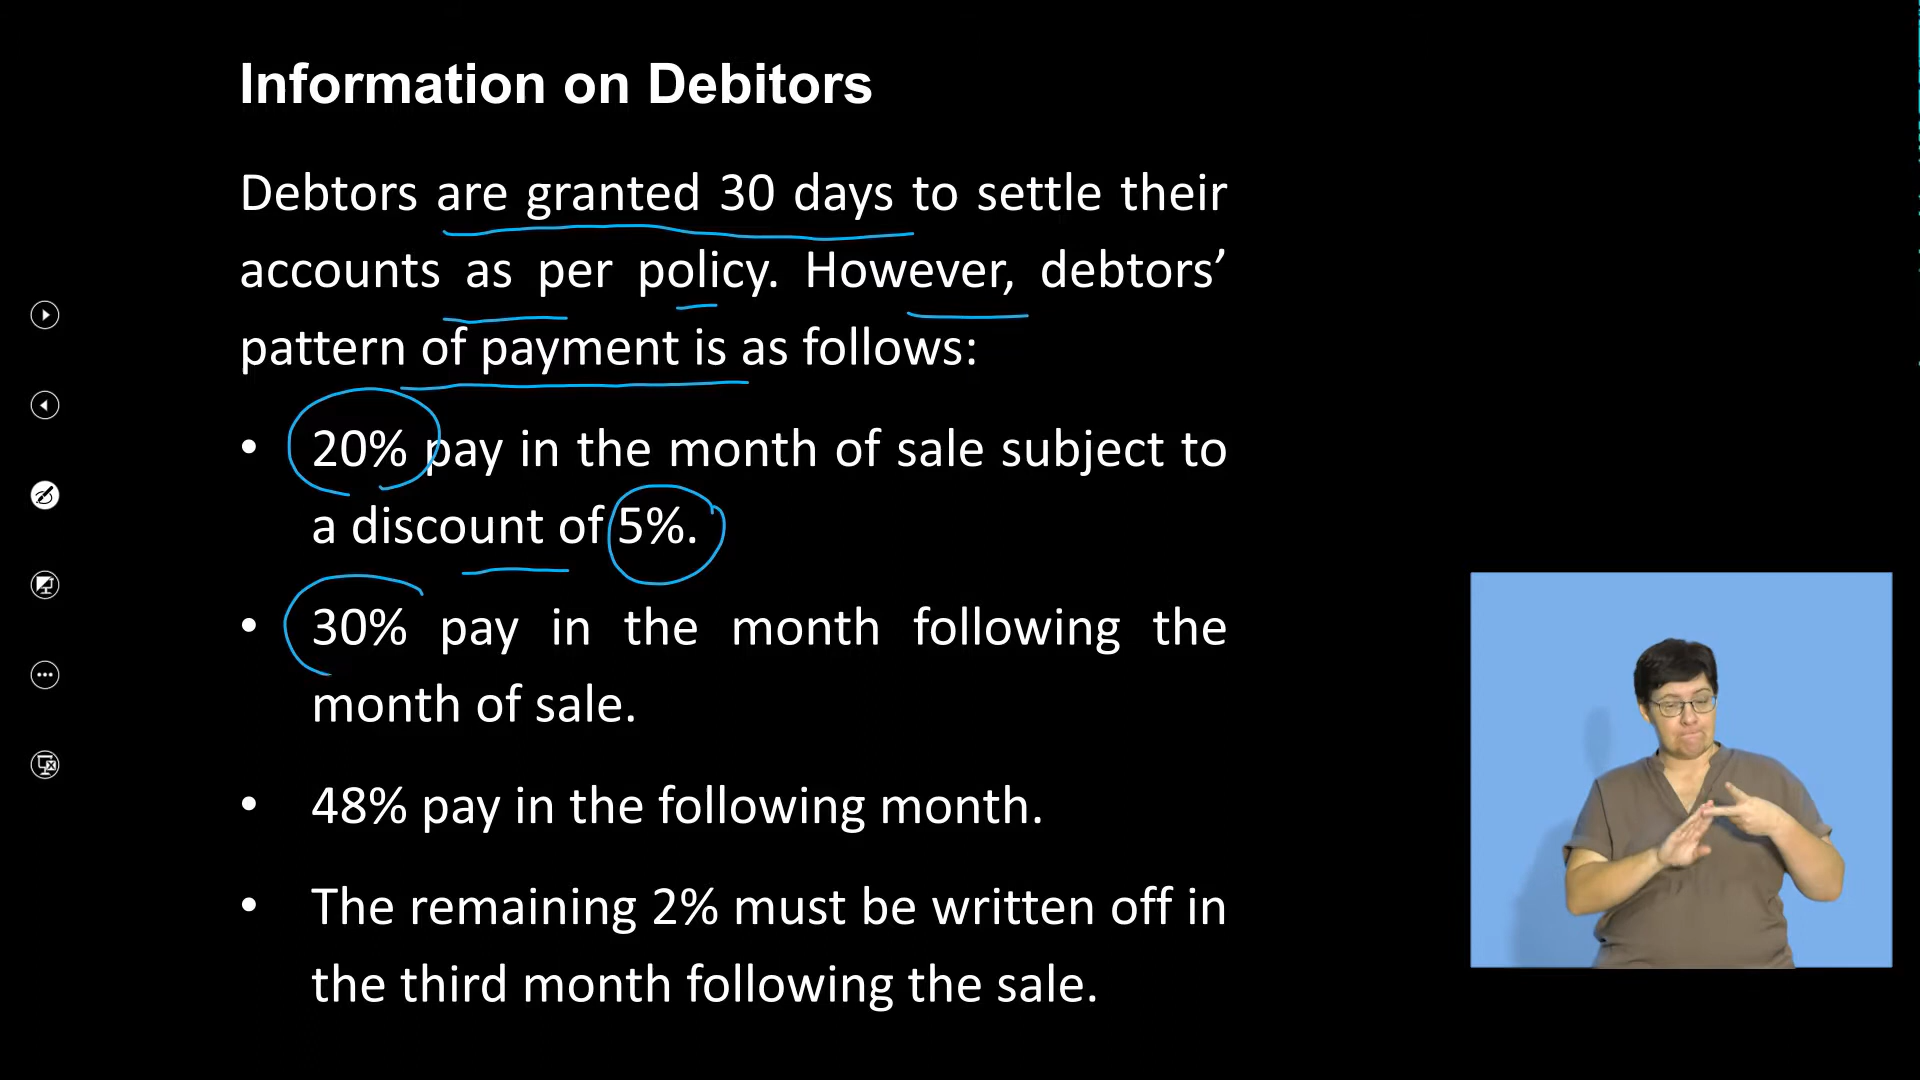 Information on Debitors
Debtors are granted 30 days to settle their
accounts as per policy. However, debtors’
pattern of payment is as follows:
• 20% pay in the month of sale subject to
a discount of 5%.
• 30% pay in the month following the
month of sale.
• 48% pay in the following month.
• The remaining 2% must be written off in
the third month following the sale.